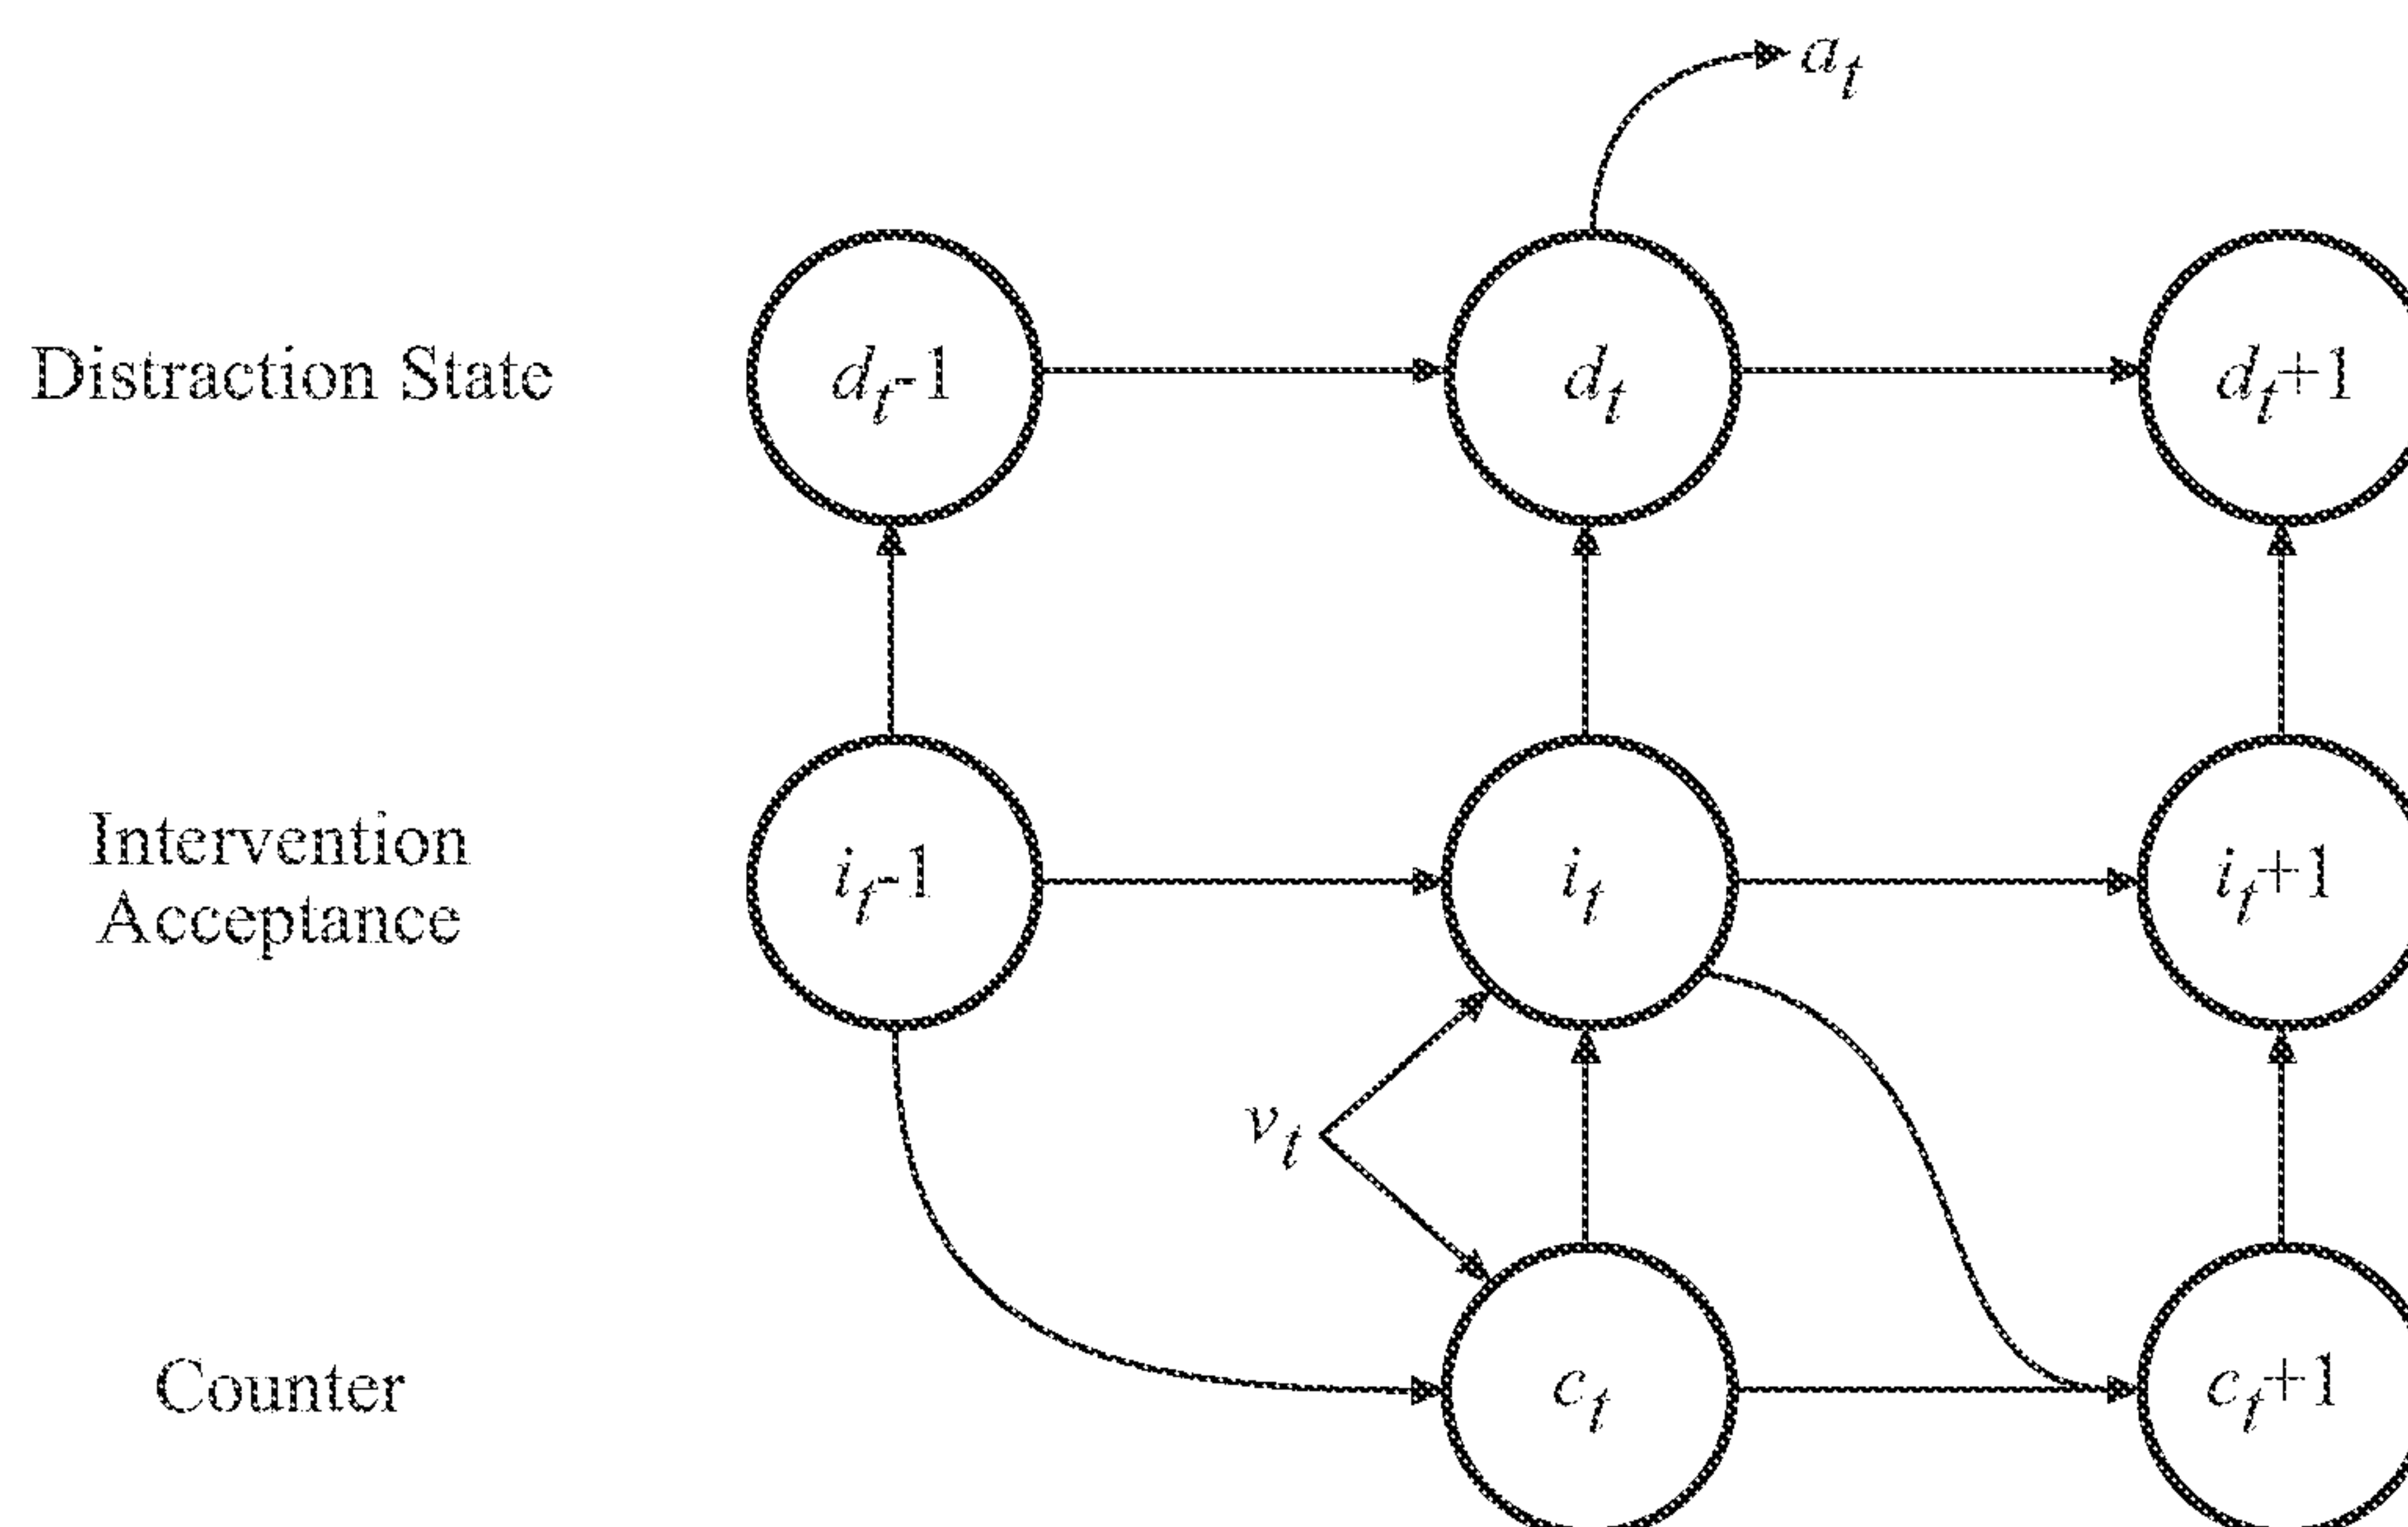 a_t
Distraction State
d_t-1
d_t
d_t+1
Intervention
Acceptance
i_t-1
i_t
i_t+1
v_t
Counter
c_t
c_t+1